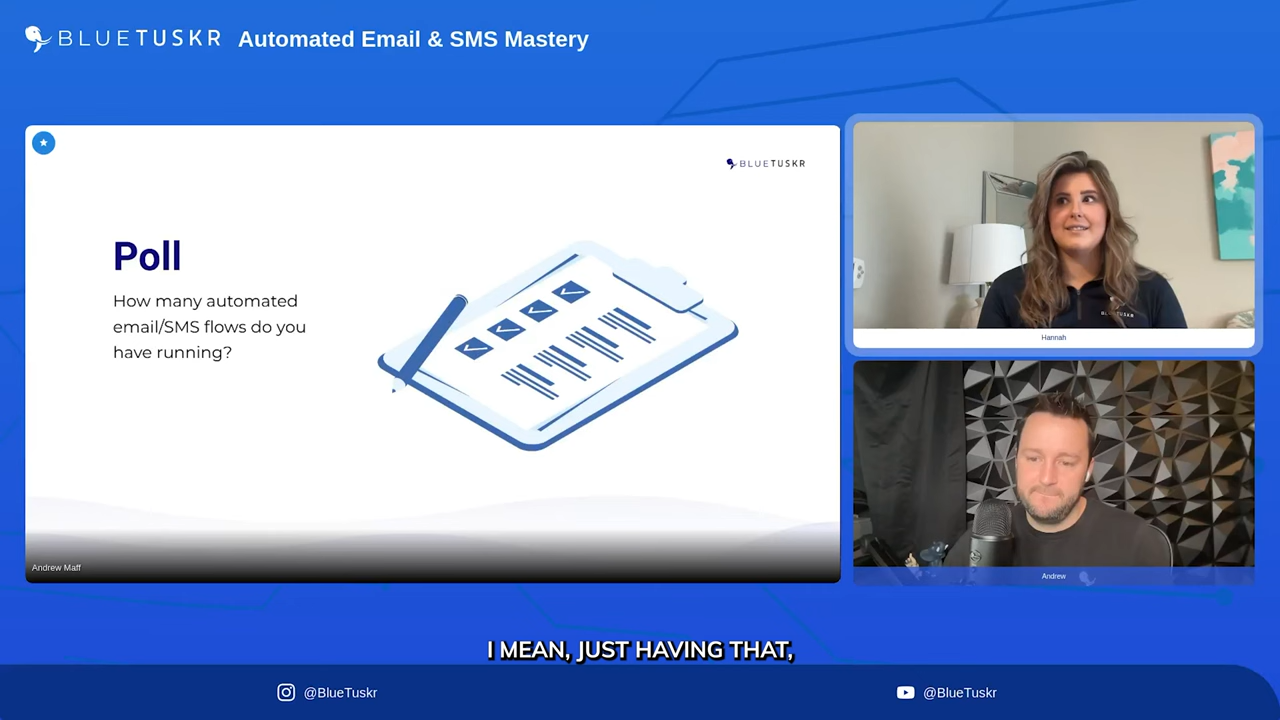 BLUETUSKR Automated Email & SMS Mastery
BLUETUSKR
Poll
How many automated
email/SMS flows do you
have running?
Andrew Maff
BLUETUSKR
Hannah
Andrew
I MEAN, JUST HAVING THAT,
@BlueTuskr
@BlueTuskr